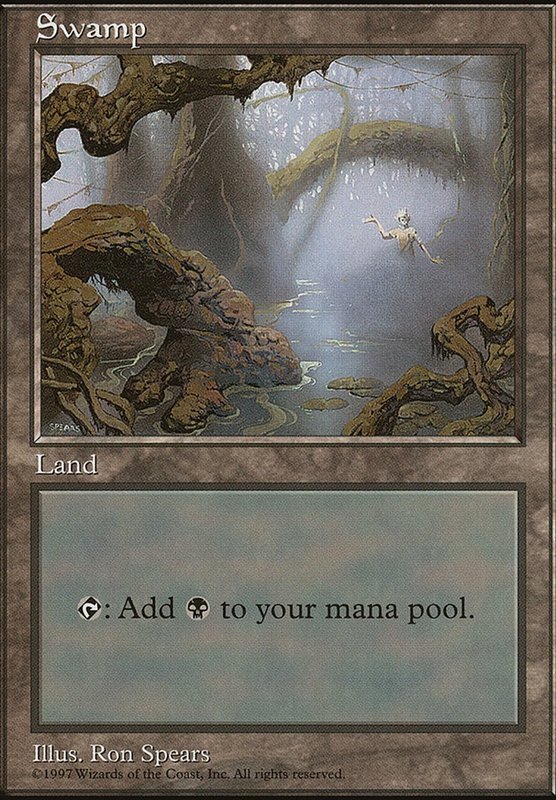 Swamp
SPEARS
Land
: Add to your mana pool.
Illus. Ron Spears
©1997 Wizards of the Coast, Inc. All rights reserved.